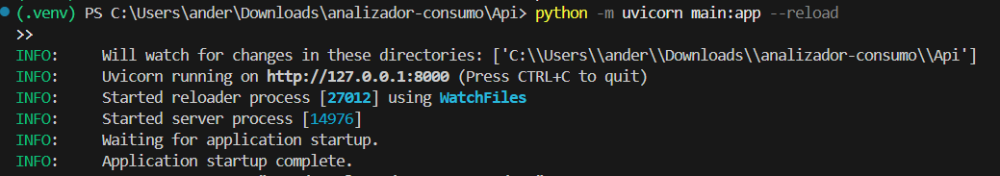 (.venv) PS C:\Users\ander\Downloads\analizador-consumo\Api> python -m uvicorn main:app --reload
>>
INFO:     Will watch for changes in these directories: ['C:\\Users\\ander\\Downloads\\analizador-consumo\\Api']
INFO:     Uvicorn running on http://127.0.0.1:8000 (Press CTRL+C to quit)
INFO:     Started reloader process [27012] using WatchFiles
INFO:     Started server process [14976]
INFO:     Waiting for application startup.
INFO:     Application startup complete.